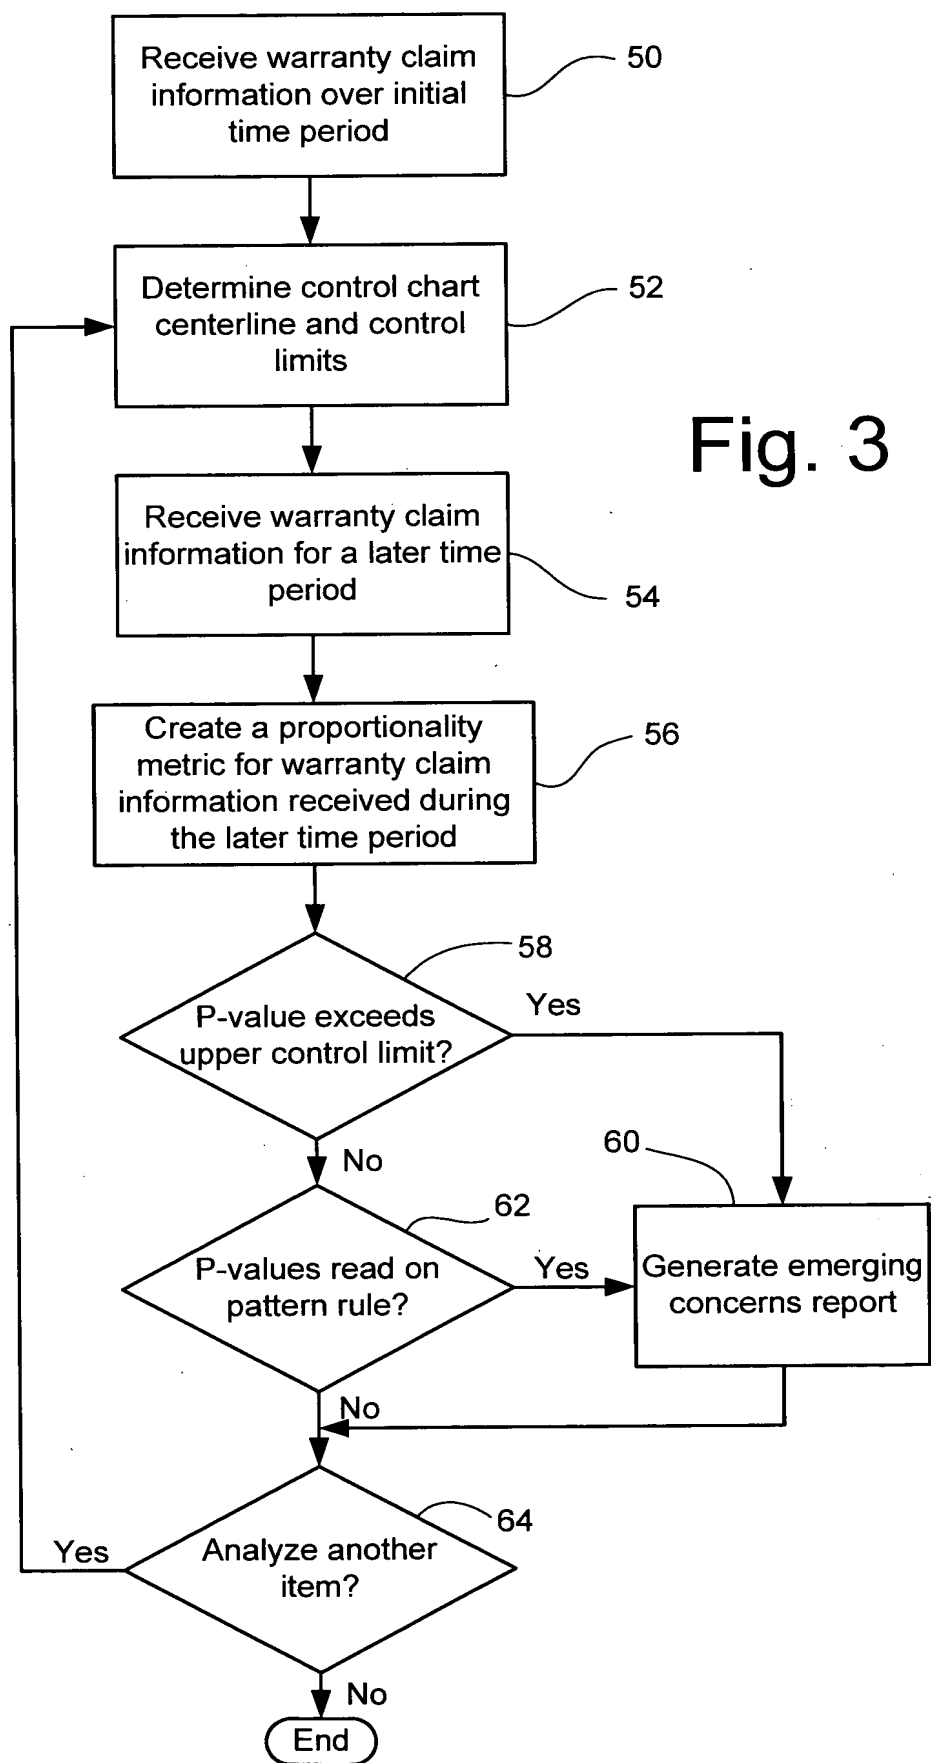 Receive warranty claim
information over initial
time period
50
Determine control chart
centerline and control
limits
52
Fig. 3
Receive warranty claim
information for a later time
period
54
Create a proportionality
metric for warranty claim
information received during
the later time period
56
P-value exceeds
upper control limit?
58
Yes
No
60
P-values read on
pattern rule?
62
Yes
Generate emerging
concerns report
No
Analyze another
item?
64
Yes
No
End